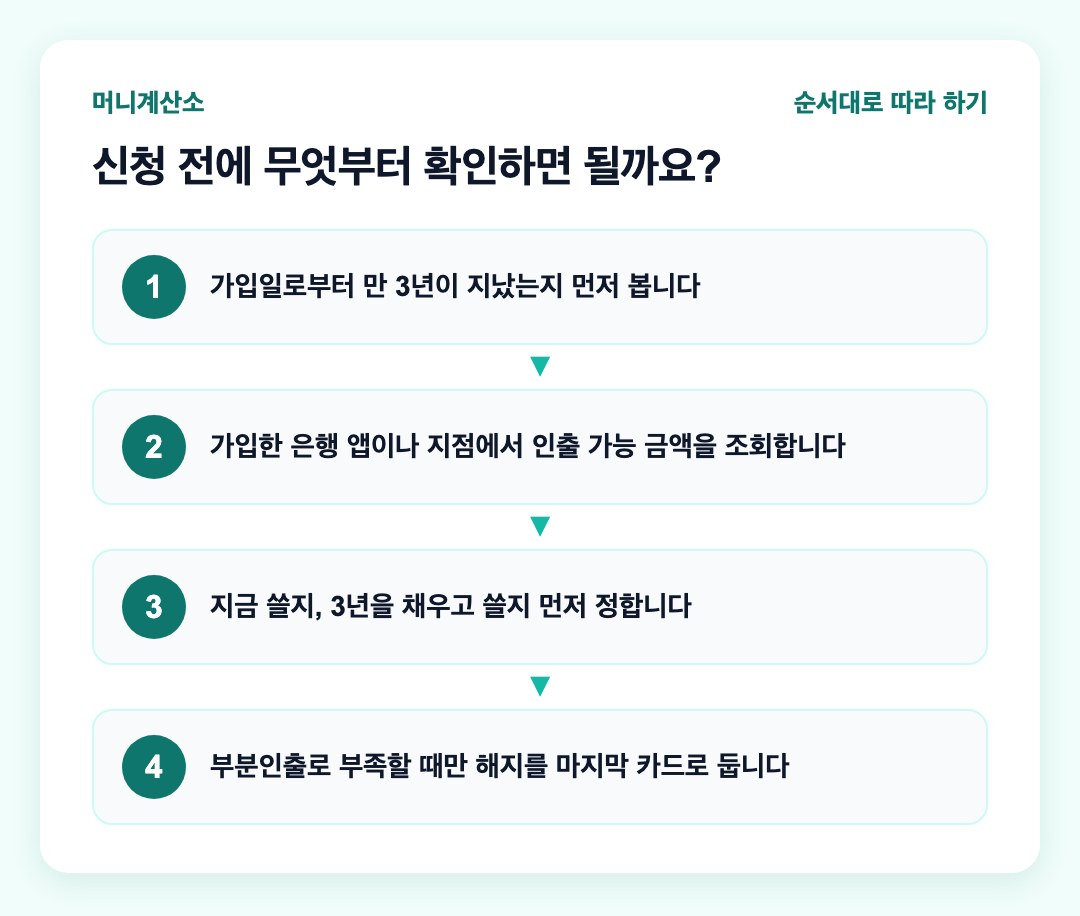 머니계산소
순서대로 따라 하기
신청 전에 무엇부터 확인하면 될까요?
1 가입일로부터 만 3년이 지났는지 먼저 봅니다
2 가입한 은행 앱이나 지점에서 인출 가능 금액을 조회합니다
3 지금 쓸지, 3년을 채우고 쓸지 먼저 정합니다
4 부분인출로 부족할 때만 해지를 마지막 카드로 둡니다